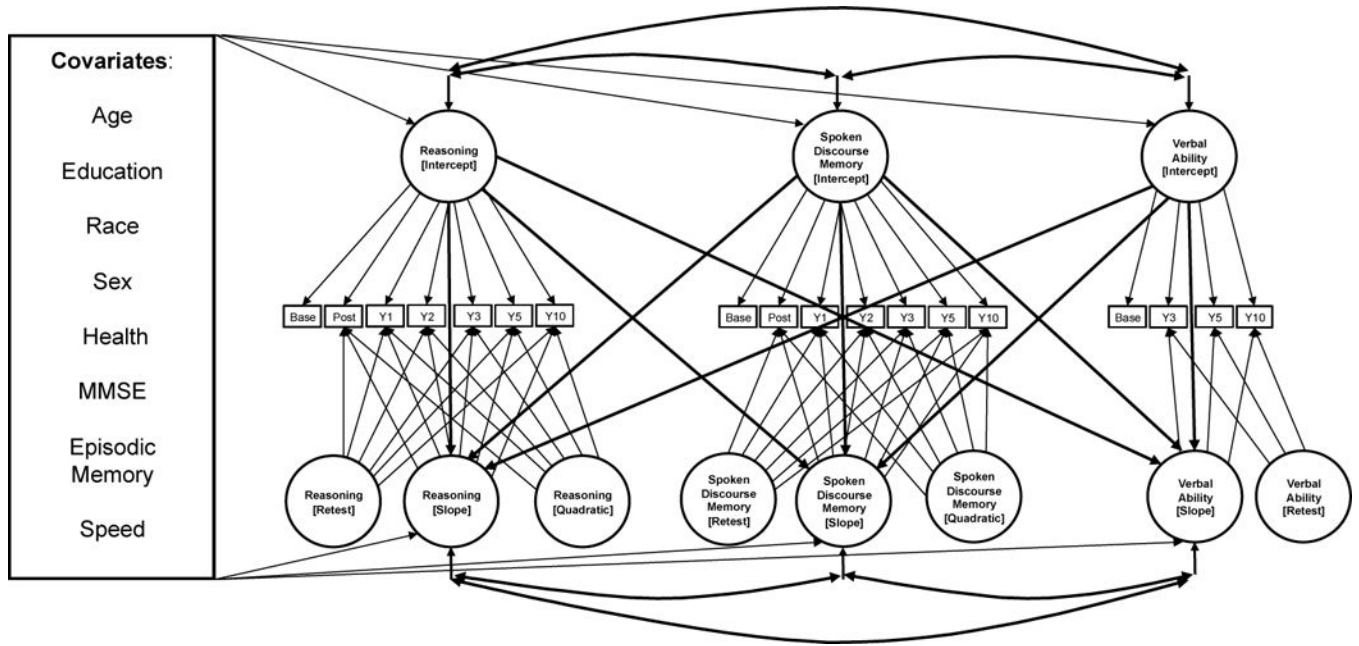 Covariates:
Age
Education
Race
Sex
Health
MMSE
Episodic
Memory
Speed
Reasoning
[Intercept]
Spoken
Discourse
Memory
[Intercept]
Verbal
Ability
[Intercept]
Base Post Y1 Y2 Y3 Y5 Y10
Base Post Y1 Y2 Y3 Y5 Y10
Base Y3 Y5 Y10
Reasoning
[Retest]
Reasoning
[Slope]
Reasoning
[Quadratic]
Spoken
Discourse
Memory
[Retest]
Spoken
Discourse
Memory
[Slope]
Spoken
Discourse
Memory
[Quadratic]
Verbal
Ability
[Slope]
Verbal
Ability
[Retest]